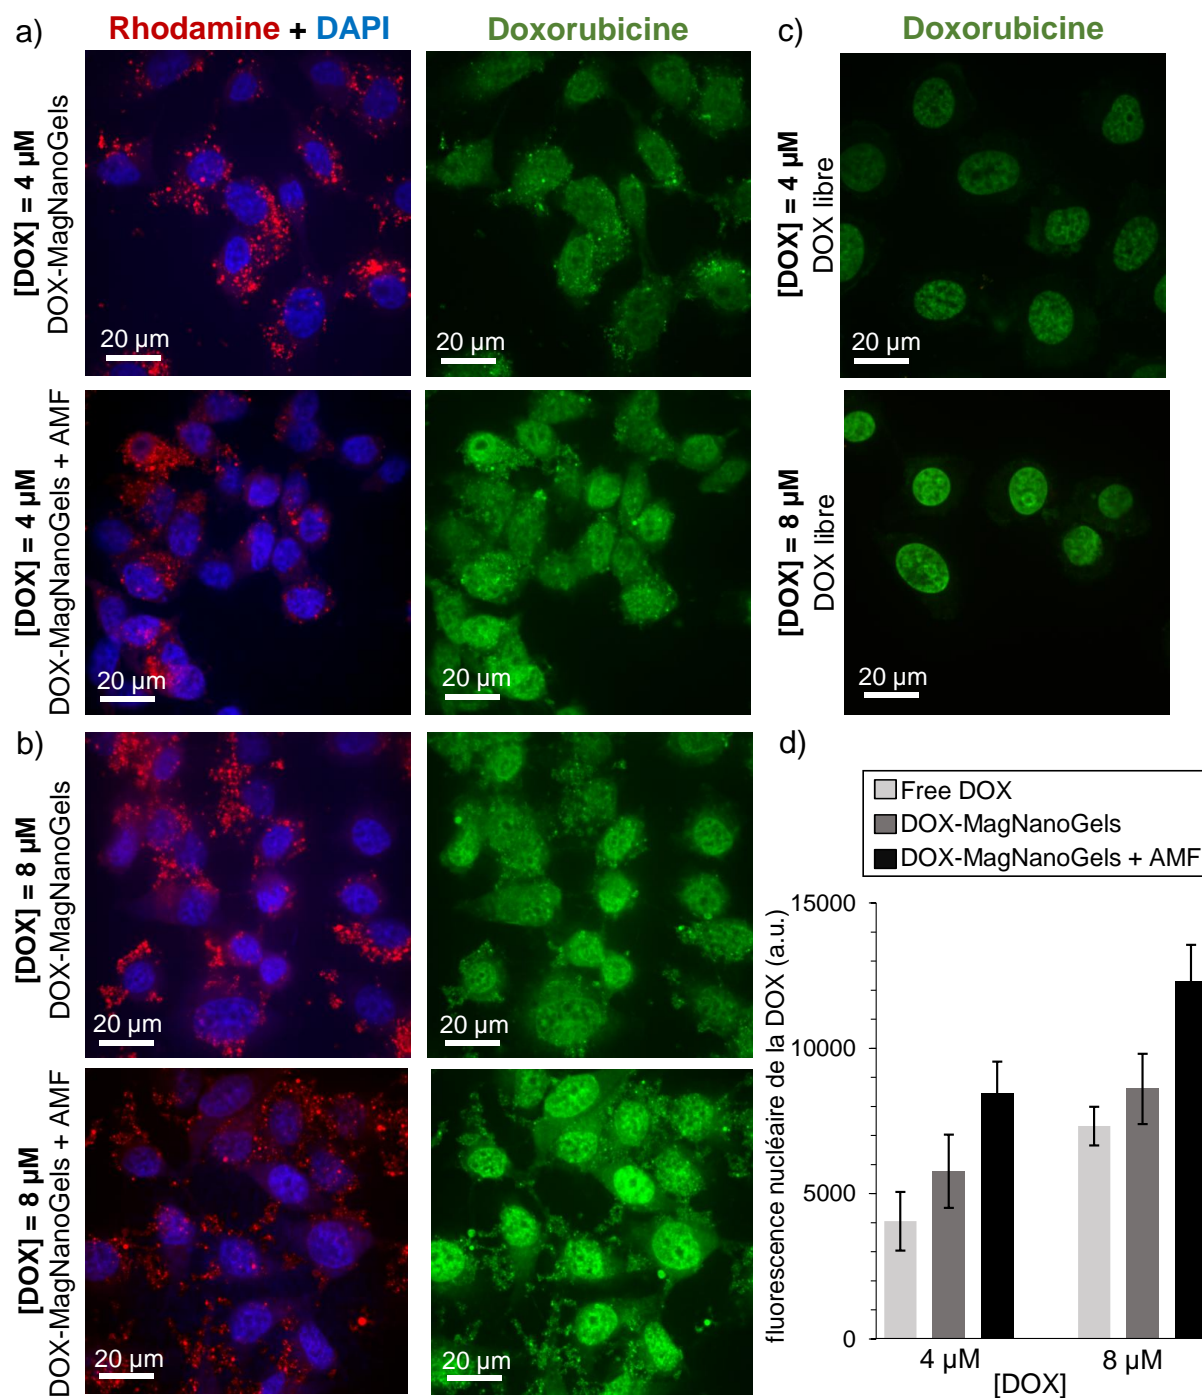 a)
Rhodamine + DAPI
Doxorubicine
c)
Doxorubicine
[DOX] = 4 µM
DOX-MagNanoGels
20 µm
20 µm
[DOX] = 4 µM
DOX libre
20 µm
[DOX] = 4 µM
DOX-MagNanoGels + AMF
20 µm
20 µm
[DOX] = 8 µM
DOX libre
20 µm
b)
[DOX] = 8 µM
DOX-MagNanoGels
20 µm
20 µm
[DOX] = 8 µM
DOX-MagNanoGels + AMF
20 µm
20 µm
d)
Free DOX
DOX-MagNanoGels
DOX-MagNanoGels + AMF
fluorescence nucléaire de la DOX (a.u.)
15000
10000
5000
0
4 µM
8 µM
[DOX]